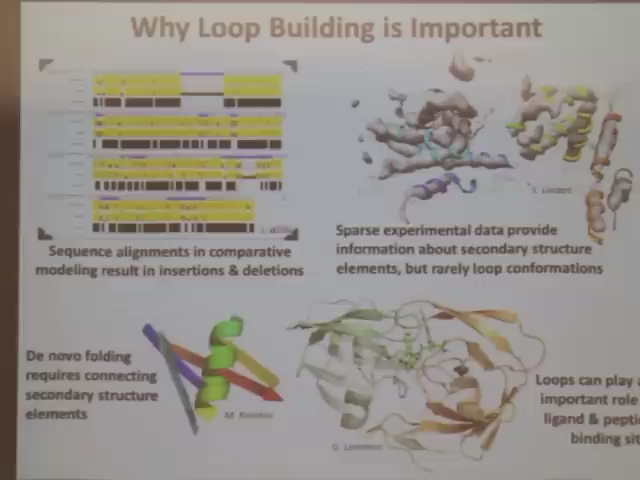 Why Loop Building is Important
Sequence alignments in comparative
modeling result in insertions & deletions
S. Lindert
Sparse experimental data provide
information about secondary structure
elements, but rarely loop conformations
De novo folding
requires connecting
secondary structure
elements
Loops can play a
important role
ligand & pepti
binding sit